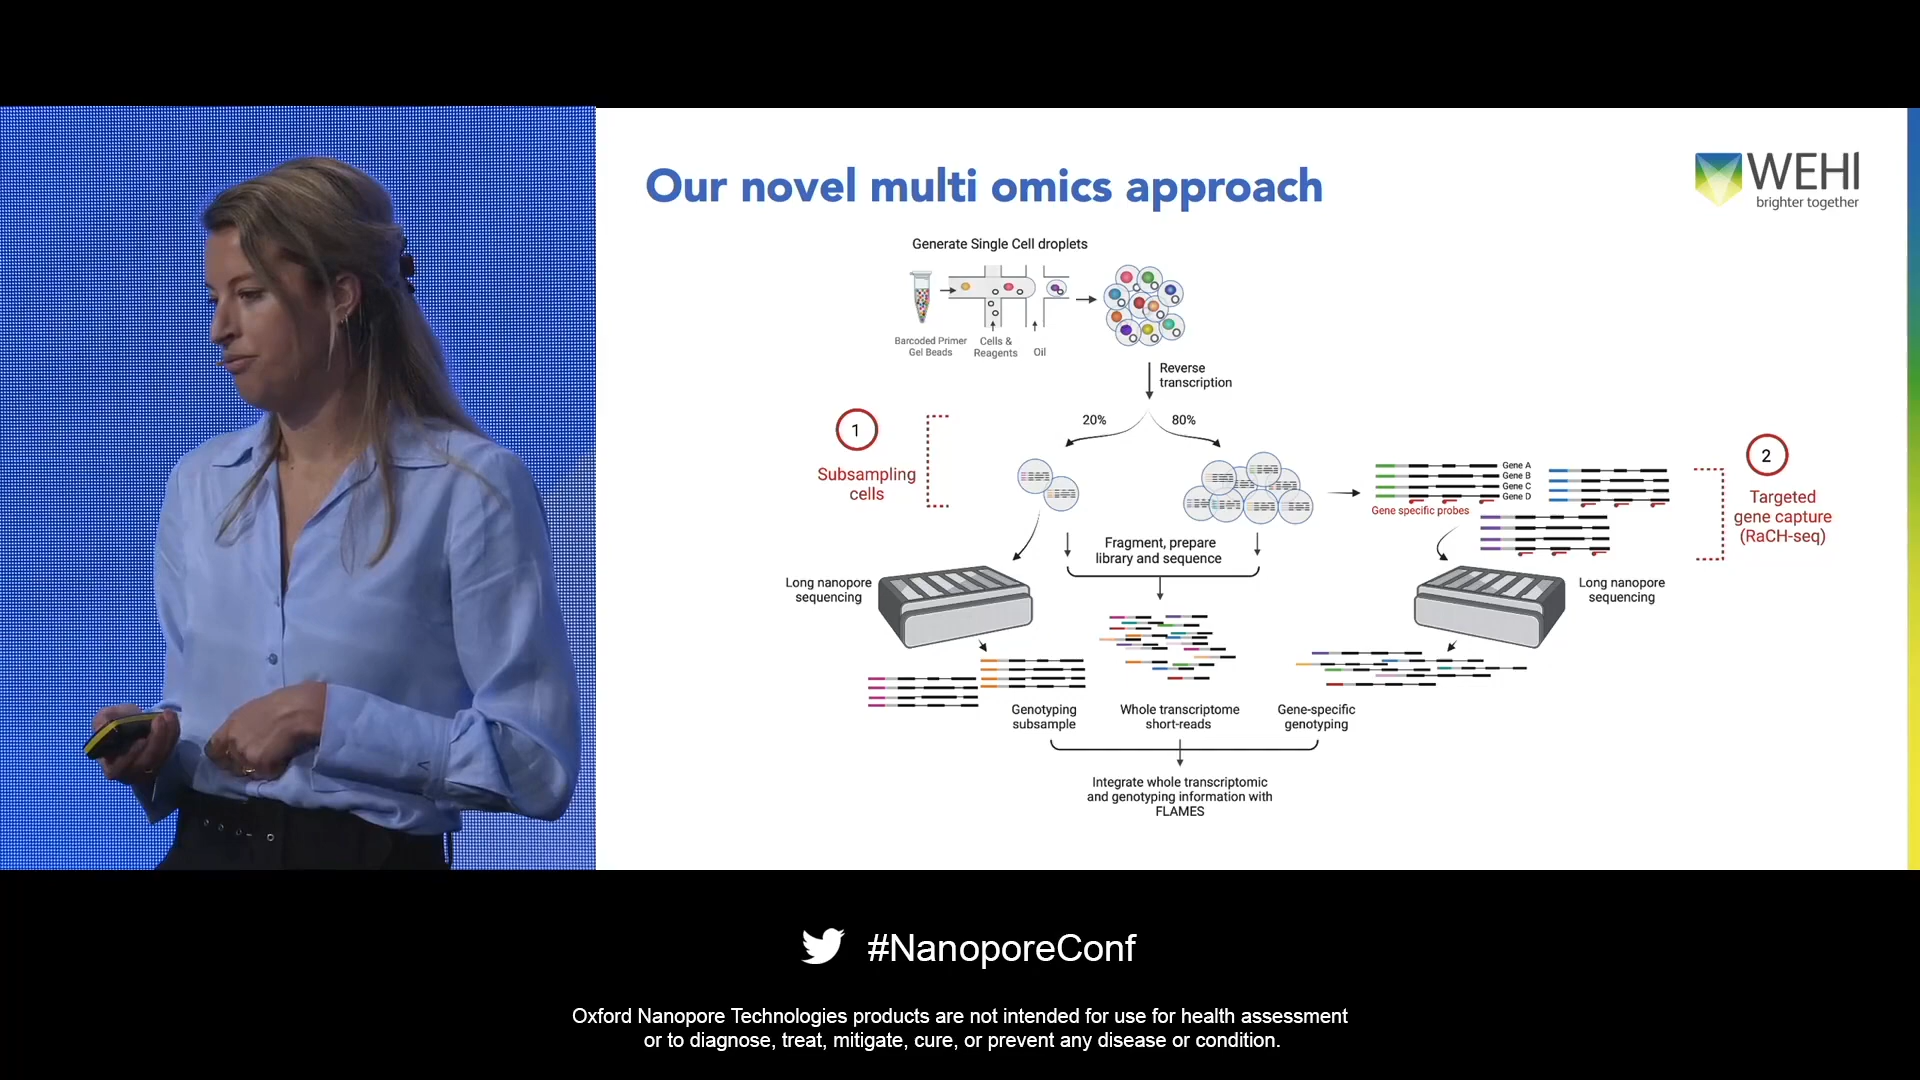 Our novel multi omics approach
WEHI
brighter together
Generate Single Cell droplets
Barcoded Primer
Gel Beads
Cells &
Reagents
Oil
Reverse
transcription
20%
80%
1
Subsampling
cells
2
Targeted
gene capture
(RaCH-seq)
Gene A
Gene B
Gene C
Gene D
Gene specific probes
Fragment, prepare
library and sequence
Long nanopore
sequencing
Long nanopore
sequencing
Genotyping
subsample
Whole transcriptome
short-reads
Gene-specific
genotyping
Integrate whole transcriptomic
and genotyping information with
FLAMES
#NanoporeConf
Oxford Nanopore Technologies products are not intended for use for health assessment
or to diagnose, treat, mitigate, cure, or prevent any disease or condition.